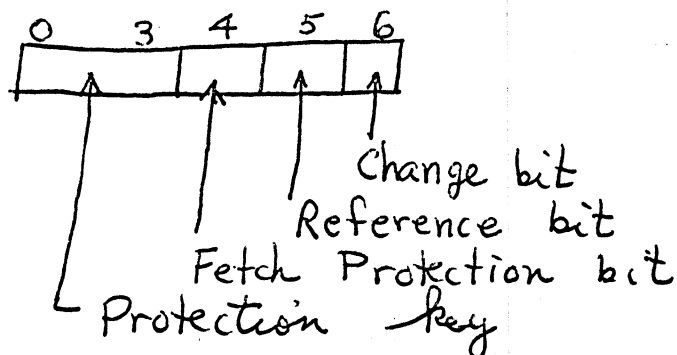 0 3 4 5 6
Change bit
Reference bit
Fetch Protection bit
Protection key